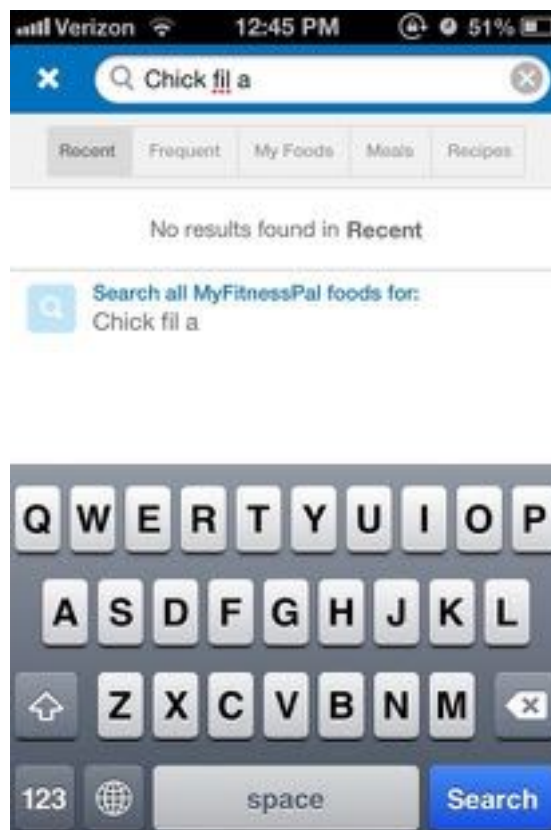 Verizon 12:45 PM 51%
Chick fil a
Recent Frequent My Foods Meals Recipes
No results found in Recent
Search all MyFitnessPal foods for:
Chick fil a
Q W E R T Y U I O P
A S D F G H J K L
Z X C V B N M
123 space Search